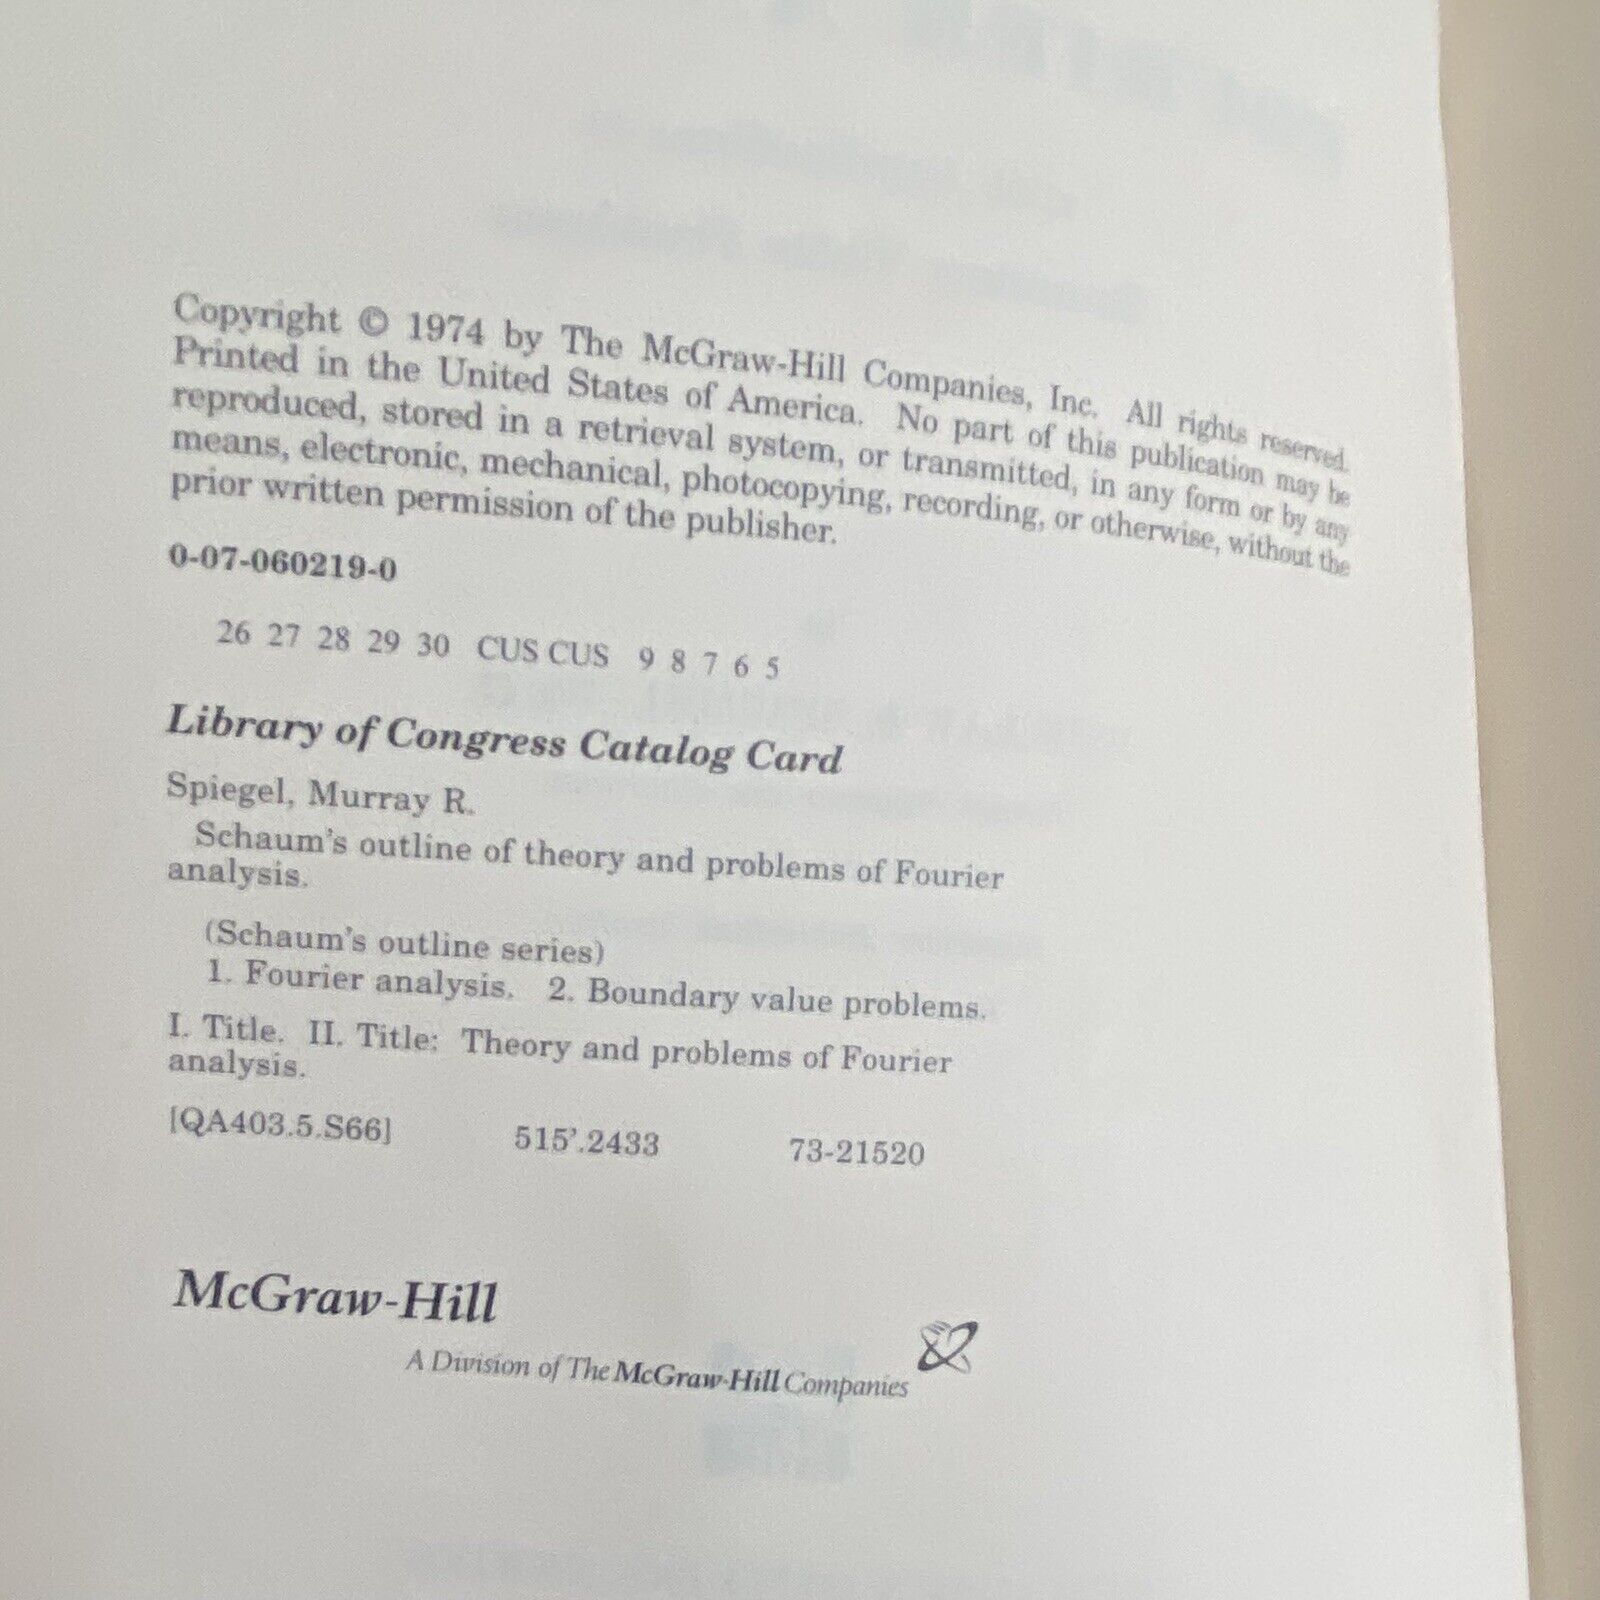 Copyright © 1974 by The McGraw-Hill Companies, Inc. All rights reserved.
Printed in the United States of America. No part of this publication may be
reproduced, stored in a retrieval system, or transmitted, in any form or by any
means, electronic, mechanical, photocopying, recording, or otherwise, without the
prior written permission of the publisher.
0-07-060219-0
26 27 28 29 30 CUS CUS 9 8 7 6 5
Library of Congress Catalog Card
Spiegel, Murray R.
Schaum's outline of theory and problems of Fourier
analysis.
(Schaum's outline series)
1. Fourier analysis. 2. Boundary value problems.
I. Title. II. Title: Theory and problems of Fourier
analysis.
[QA403.5.S66] 515'.2433 73-21520
McGraw-Hill
A Division of The McGraw-Hill Companies